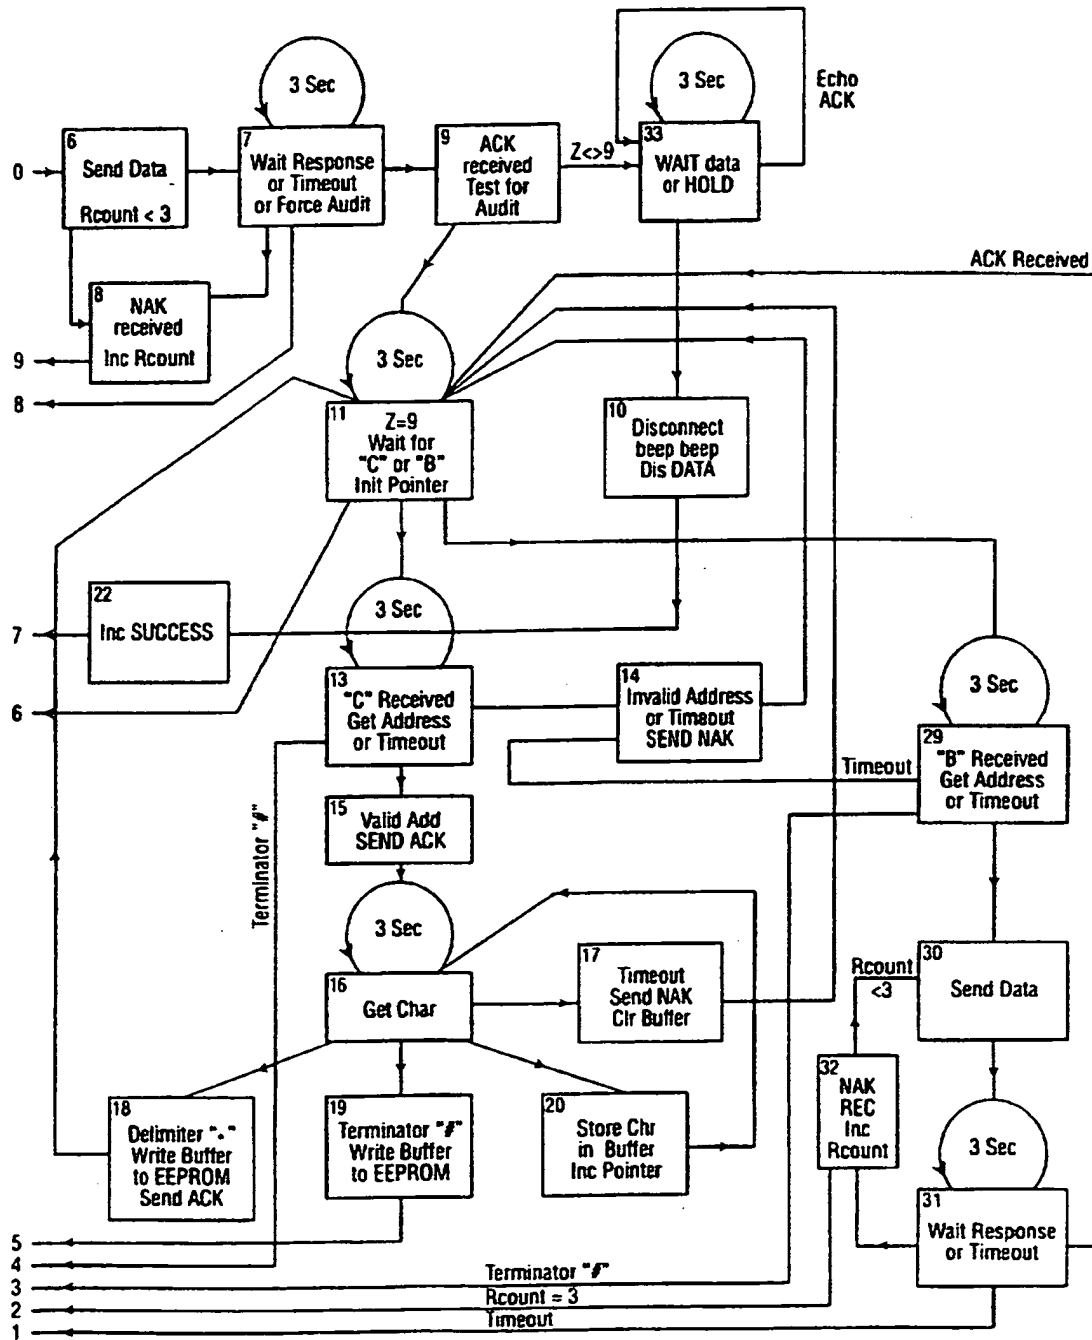 3 Sec
3 Sec
Echo
ACK
0
6
Send Data
Rcount < 3
7
Wait Response
or Timeout
or Force Audit
9
ACK
received
Test for
Audit
Z<>9
33
WAIT data
or HOLD
ACK Received
8
NAK
received
Inc Rcount
9
8
3 Sec
11
Z=9
Wait for
"C" or "B"
Init Pointer
10
Disconnect
beep beep
Dis DATA
22
Inc SUCCESS
7
6
3 Sec
13
"C" Received
Get Address
or Timeout
14
Invalid Address
or Timeout
SEND NAK
3 Sec
Timeout
29
"B" Received
Get Address
or Timeout
15
Valid Add
SEND ACK
Terminator "#"
3 Sec
16
Get Char
17
Timeout
Send NAK
Clr Buffer
Rcount
<3
30
Send Data
18
Delimiter "-"
Write Buffer
to EEPROM
Send ACK
19
Terminator "#"
Write Buffer
to EEPROM
20
Store Chr
in Buffer
Inc Pointer
32
NAK
REC
Inc
Rcount
3 Sec
31
Wait Response
or Timeout
5
4
3
Terminator "#"
2
Rcount = 3
1
Timeout